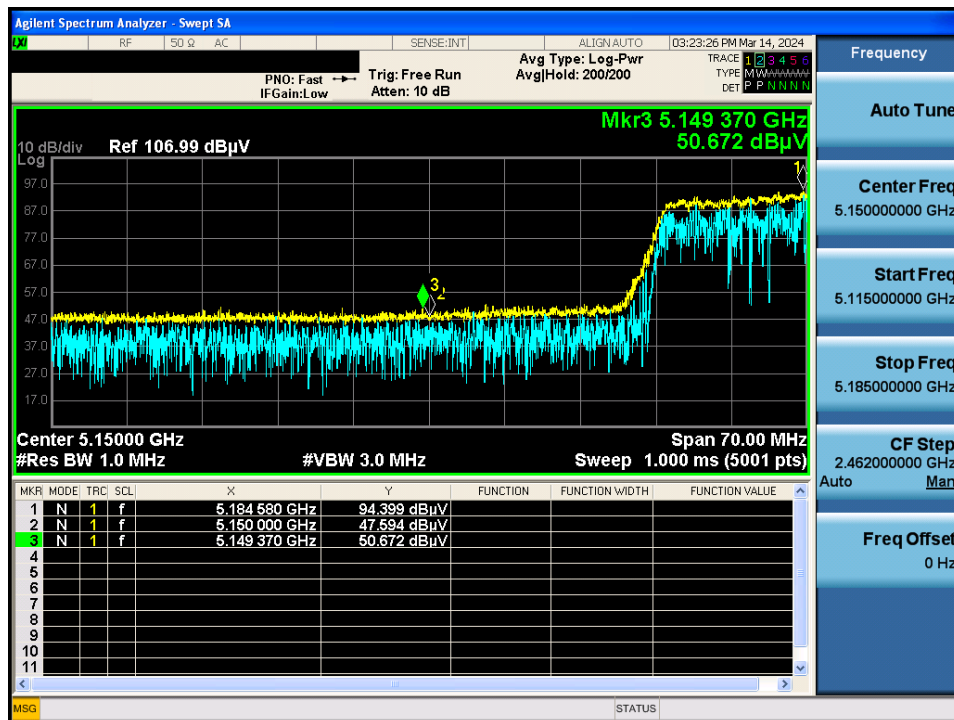 Agilent Spectrum Analyzer - Swept SA
LXI RF 50 Ω AC SENSE:INT ALIGN AUTO 03:23:26 PM Mar 14, 2024
Frequency
PNO: Fast
IFGain:Low
Trig: Free Run
Atten: 10 dB
Avg Type: Log-Pwr
Avg|Hold: 200/200
TRACE 1 2 3 4 5 6
TYPE M W
DET P P N N N N
Auto Tune
Mkr3 5.149 370 GHz
50.672 dBµV
10 dB/div Ref 106.99 dBµV
Log
97.0
87.0
77.0
67.0
57.0
47.0
37.0
27.0
17.0
1
3
2
Center Freq
5.150000000 GHz
Start Freq
5.115000000 GHz
Stop Freq
5.185000000 GHz
Center 5.15000 GHz Span 70.00 MHz
#Res BW 1.0 MHz #VBW 3.0 MHz Sweep 1.000 ms (5001 pts)
CF Step
2.462000000 GHz
Auto Man
MKR MODE TRC SCL X Y FUNCTION FUNCTION WIDTH FUNCTION VALUE
1 N 1 f 5.184 580 GHz 94.399 dBµV
2 N 1 f 5.150 000 GHz 47.594 dBµV
3 N 1 f 5.149 370 GHz 50.672 dBµV
4
5
6
7
8
9
10
11
Freq Offset
0 Hz
MSG STATUS